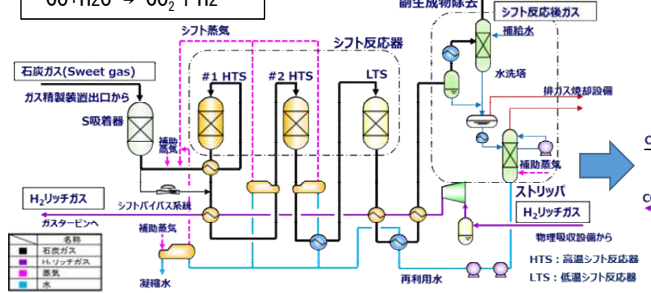 CO+H2O → CO2 + H2
副生成物除去
シフト反応後ガス
シフト蒸気
補給水
シフト反応器
石炭ガス(Sweet gas)
#1 HTS
#2 HTS
LTS
水洗塔
排ガス焼却設備
ガス精製装置出口から
S吸着器
補助
蒸気
補助蒸気
ストリッパ
H2リッチガス
シフトバイパス系統
H2リッチガス
ガスタービンへ
補助蒸気
物理吸収設備から
名称
石炭ガス
H2リッチガス
蒸気
水
凝縮水
再利用水
HTS：高温シフト反応器
LTS：低温シフト反応器